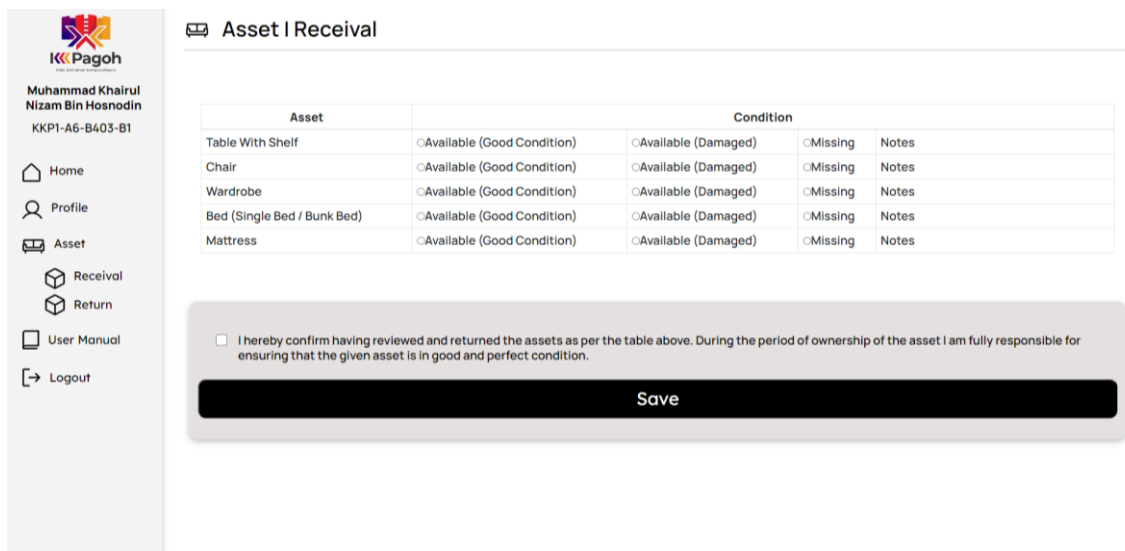 Asset | Receival
KKPagoh
Muhammad Khairul
Nizam Bin Hosnodin
KKP1-A6-B403-B1
Home
Profile
Asset
Receival
Return
User Manual
Logout
Asset Condition
Table With Shelf Available (Good Condition) Available (Damaged) Missing Notes
Chair Available (Good Condition) Available (Damaged) Missing Notes
Wardrobe Available (Good Condition) Available (Damaged) Missing Notes
Bed (Single Bed / Bunk Bed) Available (Good Condition) Available (Damaged) Missing Notes
Mattress Available (Good Condition) Available (Damaged) Missing Notes
I hereby confirm having reviewed and returned the assets as per the table above. During the period of ownership of the asset I am fully responsible for
ensuring that the given asset is in good and perfect condition.
Save